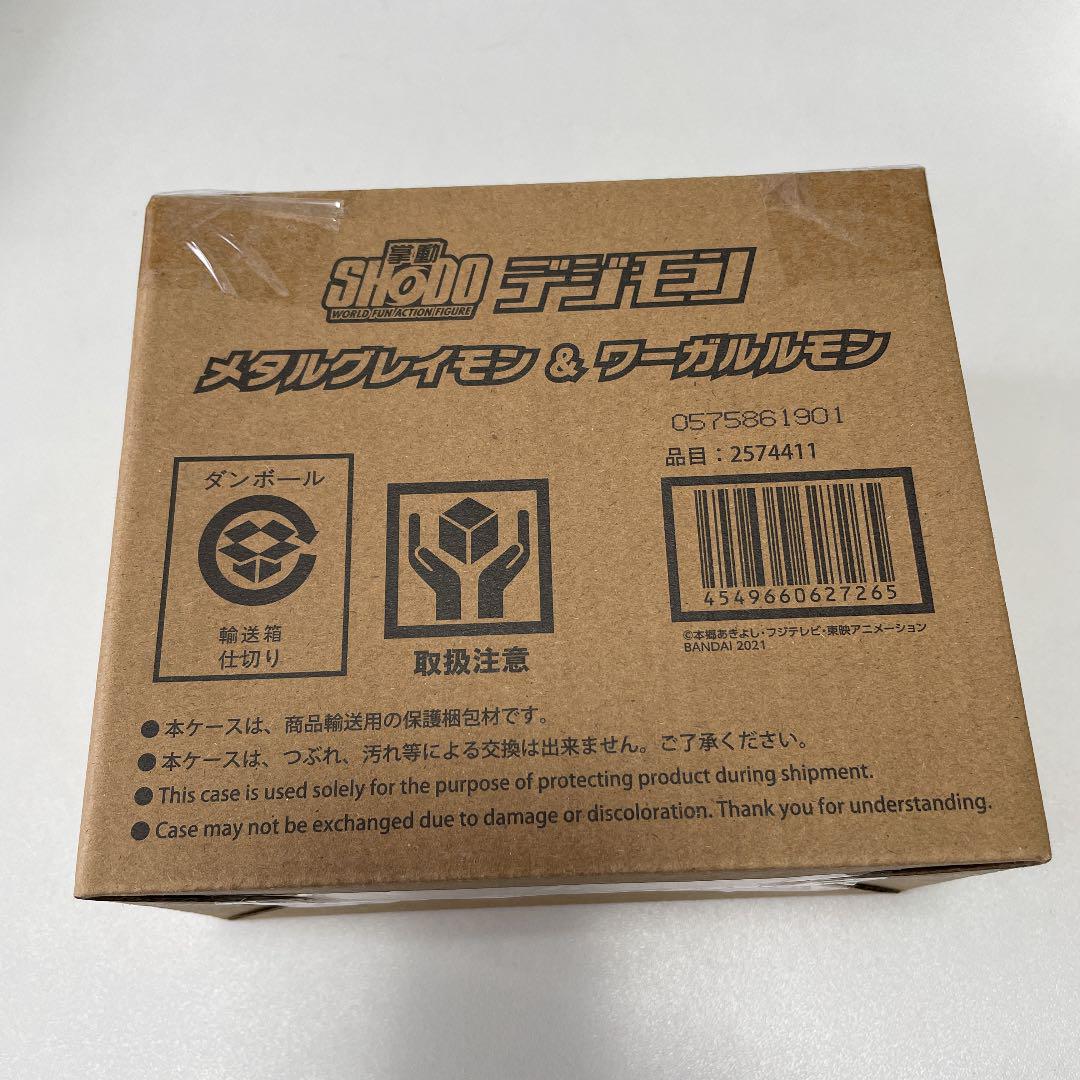 掌動
SHODO デジモン
WORLD FUN/ACTION FIGURE
メタルグレイモン & ワーガルルモン
0575861901
品目:2574411
ダンボール
輸送箱
仕切り
取扱注意
4549660627265
©本郷あきよし・フジテレビ・東映アニメーション
BANDAI 2021
●本ケースは、商品輸送用の保護梱包材です。
●本ケースは、つぶれ、汚れ等による交換は出来ません。ご了承ください。
●This case is used solely for the purpose of protecting product during shipment.
●Case may not be exchanged due to damage or discoloration. Thank you for understanding.